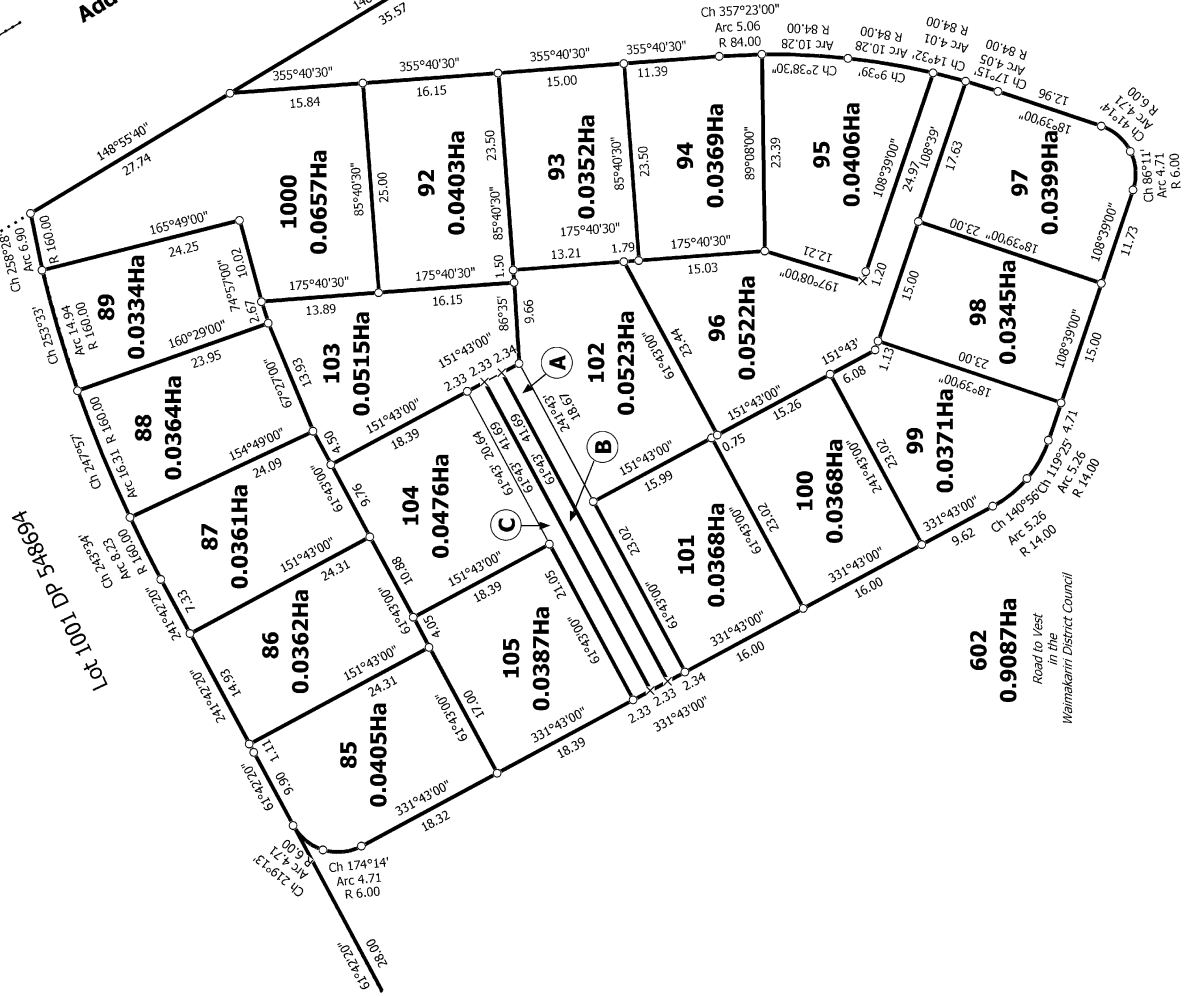 Add
35.57
148°55'40"
27.74
355°40'30"
15.84
355°40'30"
16.15
355°40'30"
15.00
355°40'30"
11.39
Ch 357°23'00"
Arc 5.06
R 84.00
R 84.00
Arc 10.28
Ch 2°38'30"
R 84.00
Arc 10.28
Ch 9°39'
R 84.00
Arc 4.01
Ch 14°32'
R 84.00
Arc 4.05
Ch 17°15'
12.96
18°39'00"
R 6.00
Arc 4.71
Ch 41°14'
Ch 86°11'
Arc 4.71
R 6.00
Ch 258°28'
Arc 6.90
R 160.00
165°49'00"
24.25
10.02
74°57'00"
2.67
Ch 253°33'
Arc 14.94
R 160.00
89
0.0334Ha
1000
0.0657Ha
85°40'30"
25.00
92
0.0403Ha
23.50
85°40'30"
93
0.0352Ha
85°40'30"
23.50
94
0.0369Ha
89°08'00"
23.39
95
0.0406Ha
108°39'00"
24.97
108°39'
17.63
97
0.0399Ha
108°39'00"
11.73
175°40'30"
13.89
175°40'30"
16.15
1.50
175°40'30"
13.21
1.79
175°40'30"
15.03
12.21
197°08'00"
1.20
23.00
18°39'00"
160°29'00"
23.95
13.93
67°27'00"
103
0.0515Ha
86°35'
9.66
102
0.0523Ha
23.44
61°43'00"
96
0.0522Ha
15.00
98
0.0345Ha
108°39'00"
15.00
23.00
18°39'00"
88
0.0364Ha
Ch 247°57'
Arc 16.31 R 160.00
154°49'00"
24.09
4.50
151°43'00"
18.39
151°43'00"
2.33
2.33
2.34
A
241°43'
18.67
B
C
151°43'
6.08
1.13
151°43'00"
15.26
0.75
151°43'00"
15.99
99
0.0371Ha
4.71
Ch 119°25'
Arc 5.26
R 14.00
Ch 140°56'
Arc 5.26
R 14.00
Ch 243°34'
Arc 8.23
R 160.00
87
0.0361Ha
61°43'00"
9.76
104
0.0476Ha
61°43' 20.64
41.69
61°43'
41.69
61°43'
23.02
61°43'00"
101
0.0368Ha
61°43'00"
23.02
100
0.0368Ha
241°43'00"
23.02
331°43'00"
9.62
Lot 1001 DP 548694
241°42'20"
7.33
151°43'00"
24.31
10.88
61°43'00"
151°43'00"
18.39
86
0.0362Ha
4.05
105
0.0387Ha
21.05
61°43'00"
331°43'00"
16.00
331°43'00"
16.00
241°42'20"
14.93
151°43'00"
24.31
61°43'00"
17.00
2.33
2.33
2.34
331°43'00"
602
0.9087Ha
Road to Vest
in the
Waimakariri District Council
1.11
61°42'20"
9.90
85
0.0405Ha
331°43'00"
18.39
331°43'00"
18.32
R 6.00
Arc 4.71
Ch 219°13'
Ch 174°14'
Arc 4.71
R 6.00
61°42'20"
28.00